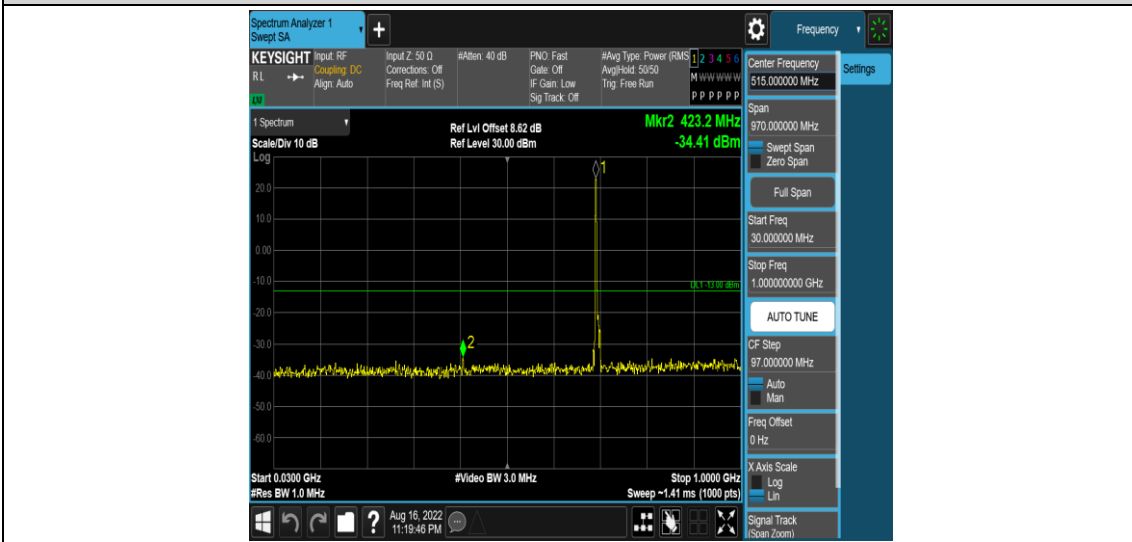 Spectrum Analyzer 1
Swept SA
+
Frequency
KEYSIGHT
RL
LXI
Input: RF
Coupling: DC
Align: Auto
Input Z: 50 Ω
Corrections: Off
Freq Ref: Int (S)
#Atten: 40 dB
PNO: Fast
Gate: Off
IF Gain: Low
Sig Track: Off
#Avg Type: Power (RMS
Avg|Hold: 50/50
Trig: Free Run
1 2 3 4 5 6
M W W W W W
P P P P P P
1 Spectrum
Scale/Div 10 dB
Log
Ref Lvl Offset 8.62 dB
Ref Level 30.00 dBm
Mkr2 423.2 MHz
-34.41 dBm
1
20.0
10.0
0.00
-10.0
DL1 -13.00 dBm
-20.0
-30.0
2
-40.0
-50.0
-60.0
Start 0.0300 GHz
#Res BW 1.0 MHz
#Video BW 3.0 MHz
Stop 1.0000 GHz
Sweep ~1.41 ms (1000 pts)
?
Aug 16, 2022
11:19:46 PM
Settings
Center Frequency
515.000000 MHz
Span
970.000000 MHz
Swept Span
Zero Span
Full Span
Start Freq
30.000000 MHz
Stop Freq
1.000000000 GHz
AUTO TUNE
CF Step
97.000000 MHz
Auto
Man
Freq Offset
0 Hz
X Axis Scale
Log
Lin
Signal Track
(Span Zoom)